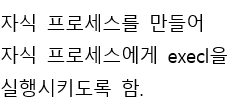 자식 프로세스를 만들어
자식 프로세스에게 execl을
실행시키도록 함.